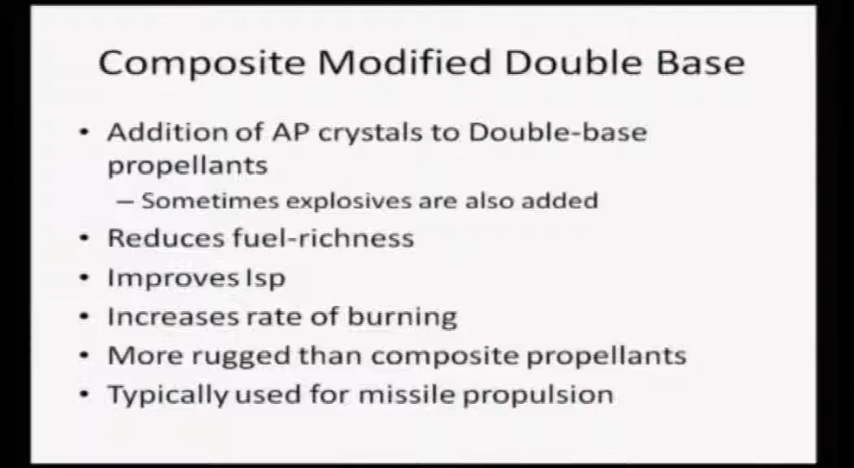 Composite Modified Double Base
• Addition of AP crystals to Double-base
propellants
– Sometimes explosives are also added
• Reduces fuel-richness
• Improves Isp
• Increases rate of burning
• More rugged than composite propellants
• Typically used for missile propulsion